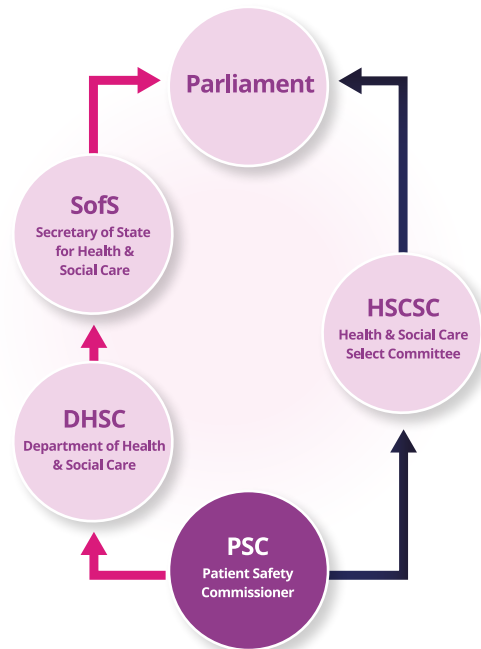 Parliament
SofS
Secretary of State
for Health &
Social Care
HSCSC
Health & Social Care
Select Committee
DHSC
Department of Health
& Social Care
PSC
Patient Safety
Commissioner